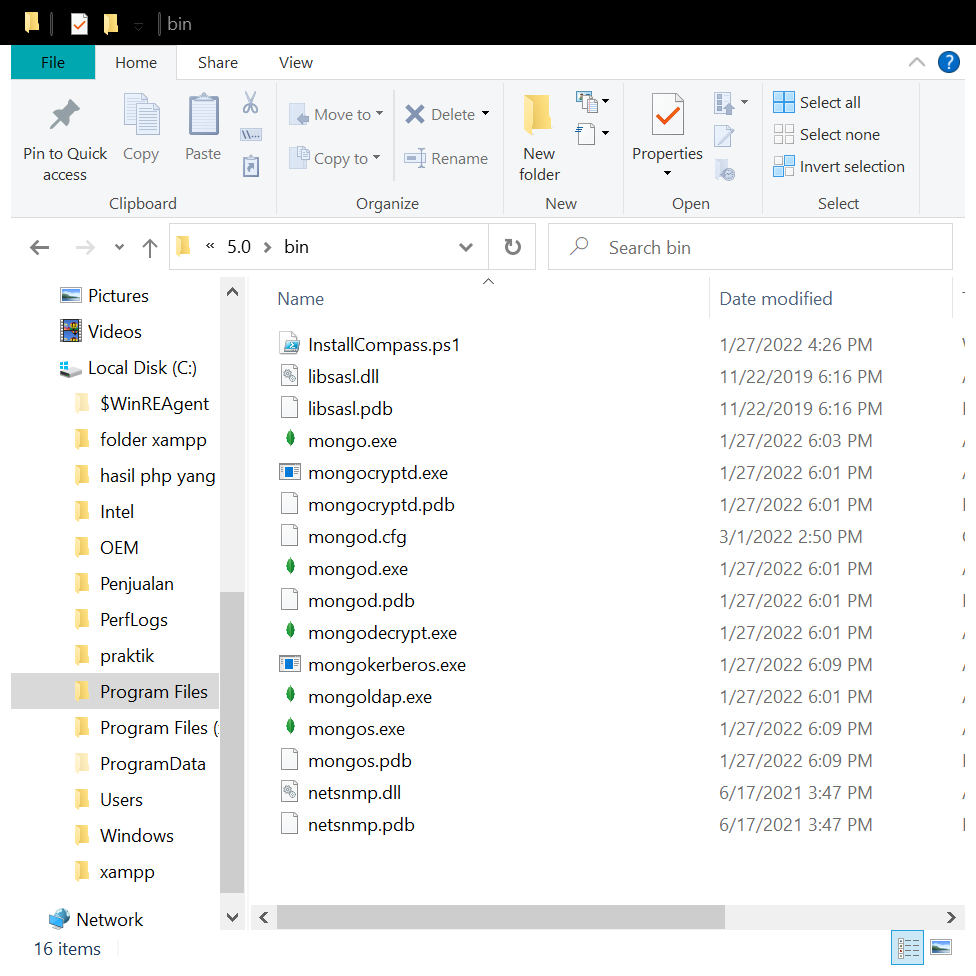 bin
File Home Share View
?
Pin to Quick access
Copy
Paste
Clipboard
Move to
Copy to
Delete
Rename
Organize
New folder
New
Properties
Open
Select all
Select none
Invert selection
Select
« 5.0 > bin
Search bin
Pictures
Videos
Local Disk (C:)
$WinREAgent
folder xampp
hasil php yang
Intel
OEM
Penjualan
PerfLogs
praktik
Program Files
Program Files (
ProgramData
Users
Windows
xampp
Network
Name Date modified
InstallCompass.ps1 1/27/2022 4:26 PM
libsasl.dll 11/22/2019 6:16 PM
libsasl.pdb 11/22/2019 6:16 PM
mongo.exe 1/27/2022 6:03 PM
mongocryptd.exe 1/27/2022 6:01 PM
mongocryptd.pdb 1/27/2022 6:01 PM
mongod.cfg 3/1/2022 2:50 PM
mongod.exe 1/27/2022 6:01 PM
mongod.pdb 1/27/2022 6:01 PM
mongodecrypt.exe 1/27/2022 6:01 PM
mongokerberos.exe 1/27/2022 6:09 PM
mongoldap.exe 1/27/2022 6:01 PM
mongos.exe 1/27/2022 6:09 PM
mongos.pdb 1/27/2022 6:09 PM
netsnmp.dll 6/17/2021 3:47 PM
netsnmp.pdb 6/17/2021 3:47 PM
16 items